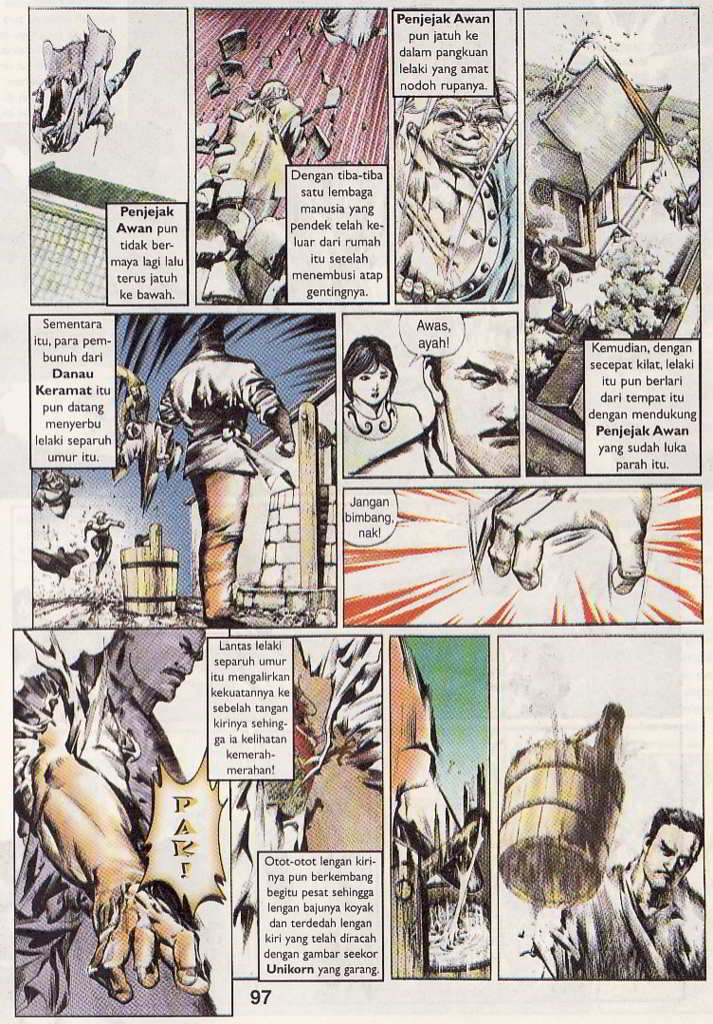 Penjejak
Awan pun
tidak ber-
maya lagi lalu
terus jatuh
ke bawah.
Dengan tiba-tiba
satu lembaga
manusia yang
pendek telah ke-
luar dari rumah
itu setelah
menembusi atap
gentingnya.
Penjejak Awan
pun jatuh ke
dalam pangkuan
lelaki yang amat
nodoh rupanya.
Kemudian, dengan
secepat kilat, lelaki
itu pun berlari
dari tempat itu
dengan mendukung
Penjejak Awan
yang sudah luka
parah itu.
Sementara
itu, para pem-
bunuh dari
Danau
Keramat itu
pun datang
menyerbu
lelaki separuh
umur itu.
Awas,
ayah!
Jangan
bimbang,
nak!
PAK!
Lantas lelaki
separuh umur
itu mengalirkan
kekuatannya ke
sebelah tangan
kirinya sehing-
ga ia kelihatan
kemerah-
merahan!
Otot-otot lengan kiri-
nya pun berkembang
begitu pesat sehingga
lengan bajunya koyak
dan terdedah lengan
kiri yang telah diracah
dengan gambar seekor
Unikorn yang garang.
97